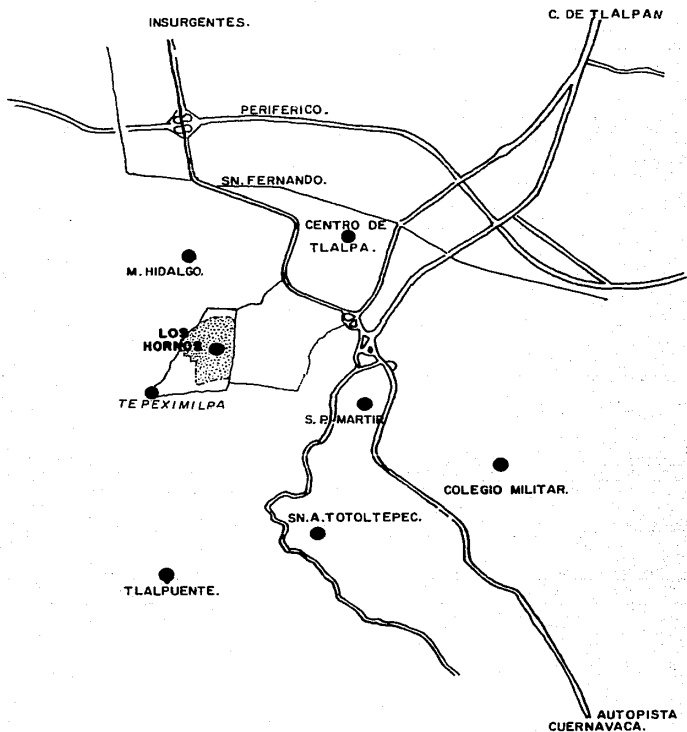 C. DE TLALPAN
INSURGENTES.
PERIFERICO.
SN. FERNANDO.
CENTRO DE
TLALPA.
M. HIDALGO.
LOS
HORNOS
TEPEXIMILPA
S. P. MARTIR
COLEGIO MILITAR.
SN. A. TOTOLTEPEC.
TLALPUENTE.
AUTOPISTA
CUERNAVACA.